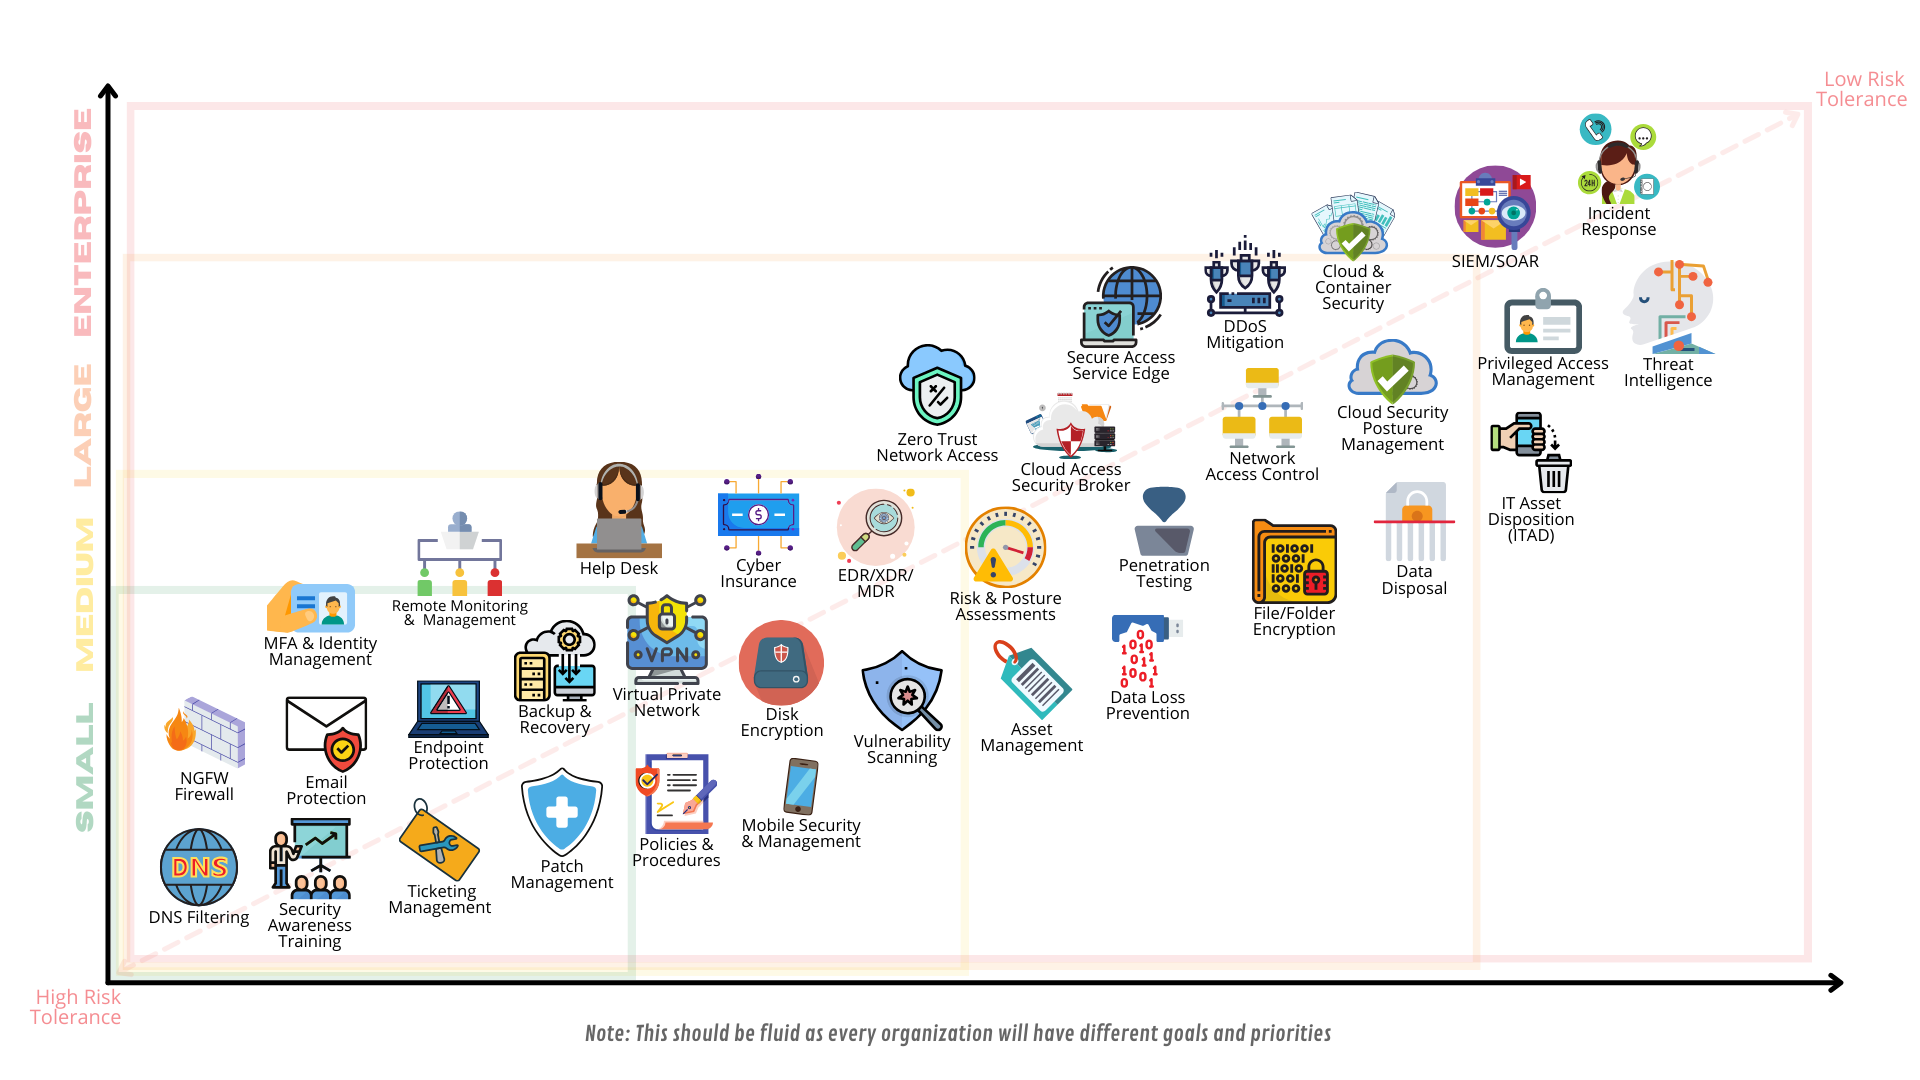 Low Risk
Tolerance
ENTERPRISE
LARGE
MEDIUM
SMALL
24H
Incident
Response
SIEM/SOAR
Cloud &
Container
Security
DDoS
Mitigation
Secure Access
Service Edge
Privileged Access
Management
Threat
Intelligence
Zero Trust
Network Access
Cloud Access
Security Broker
Network
Access Control
Cloud Security
Posture
Management
IT Asset
Disposition
(ITAD)
Help Desk
$
Cyber
Insurance
EDR/XDR/
MDR
Risk & Posture
Assessments
Penetration
Testing
File/Folder
Encryption
Data
Disposal
Remote Monitoring
& Management
MFA & Identity
Management
Backup &
Recovery
VPN
Virtual Private
Network
Disk
Encryption
Vulnerability
Scanning
Asset
Management
Data Loss
Prevention
NGFW
Firewall
Email
Protection
Endpoint
Protection
Patch
Management
Policies &
Procedures
Mobile Security
& Management
DNS
DNS Filtering
Security
Awareness
Training
Ticketing
Management
High Risk
Tolerance
Note: This should be fluid as every organization will have different goals and priorities